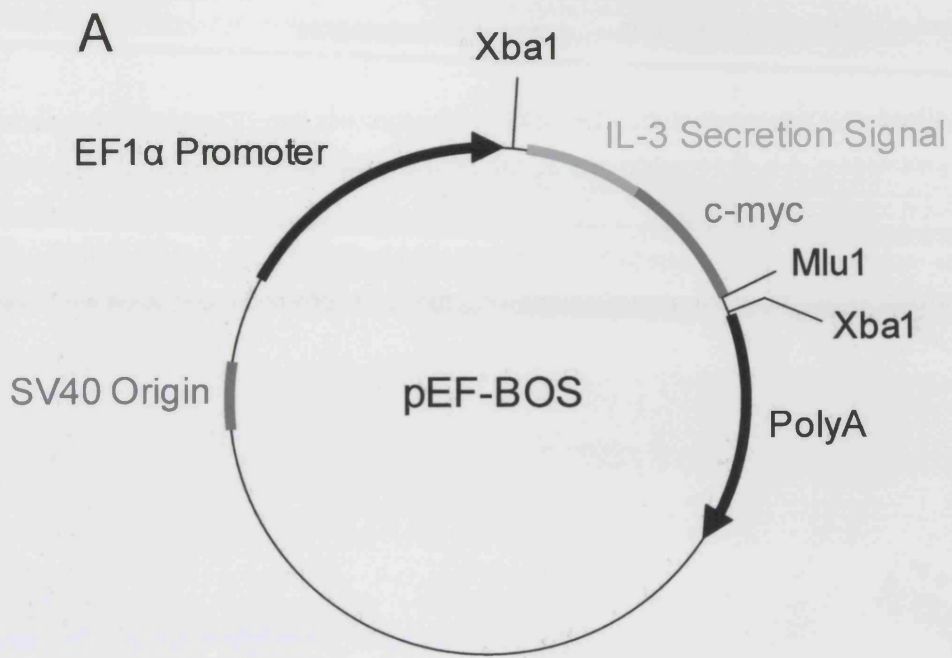 A
Xba1
EF1α Promoter
IL-3 Secretion Signal
c-myc
Mlu1
Xba1
SV40 Origin
pEF-BOS
PolyA